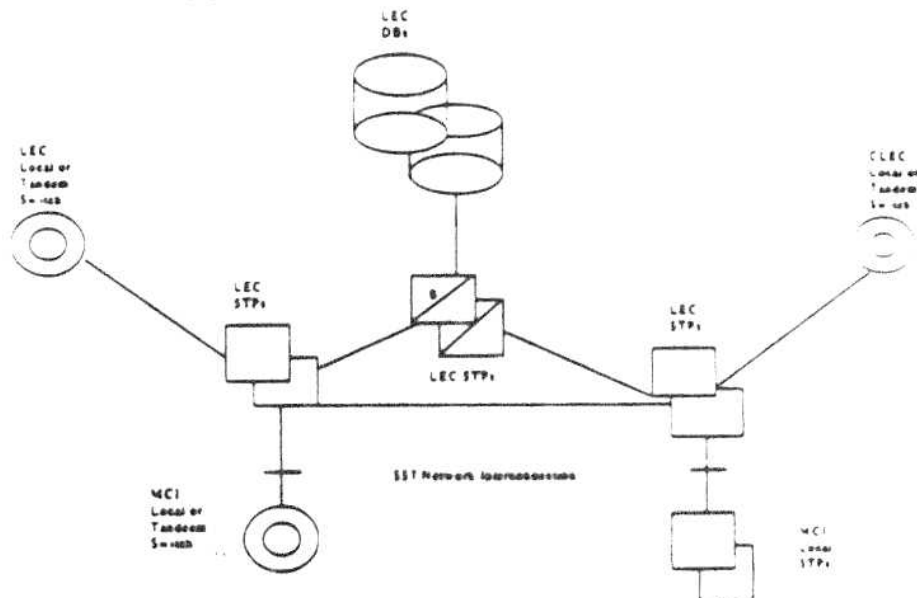 LEC
DBs
LEC
Local or
Tandem
Switch
CLEC
Local or
Tandem
Switch
LEC
STPs
6
LEC STPs
LEC
STPs
SS7 Network Interconnection
MCI
Local or
Tandem
Switch
MCI
Local
STPs